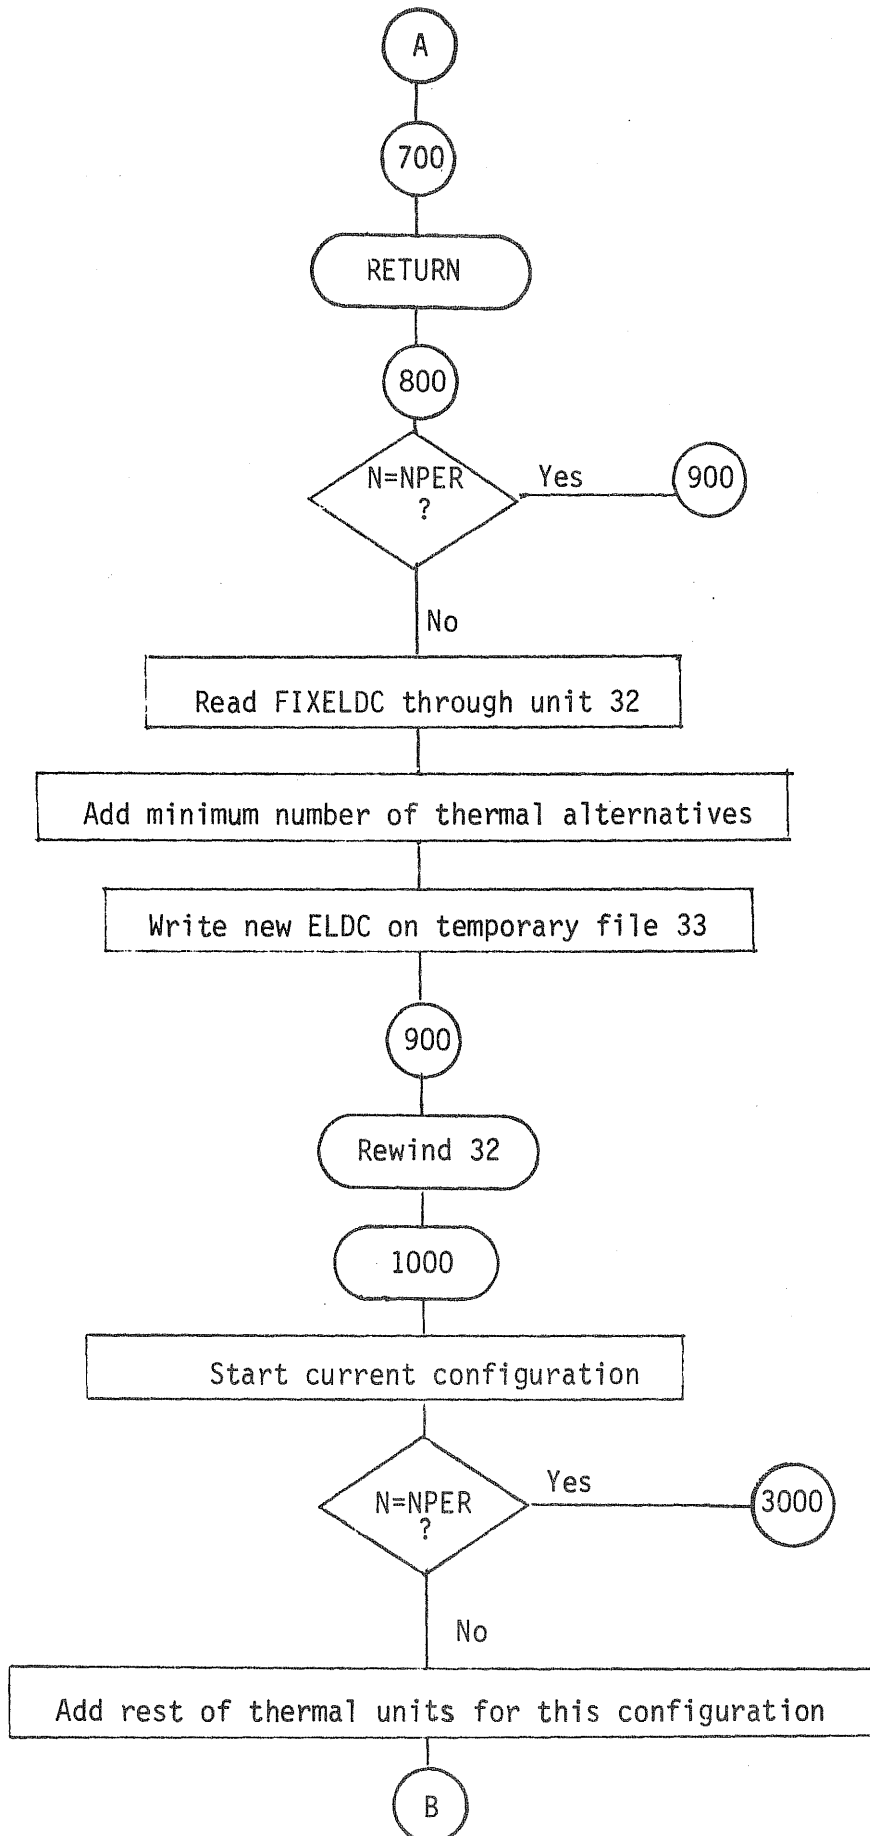 A
700
RETURN
800
N=NPER
?
Yes
900
No
Read FIXELDC through unit 32
Add minimum number of thermal alternatives
Write new ELDC on temporary file 33
900
Rewind 32
1000
Start current configuration
N=NPER
?
Yes
3000
No
Add rest of thermal units for this configuration
B